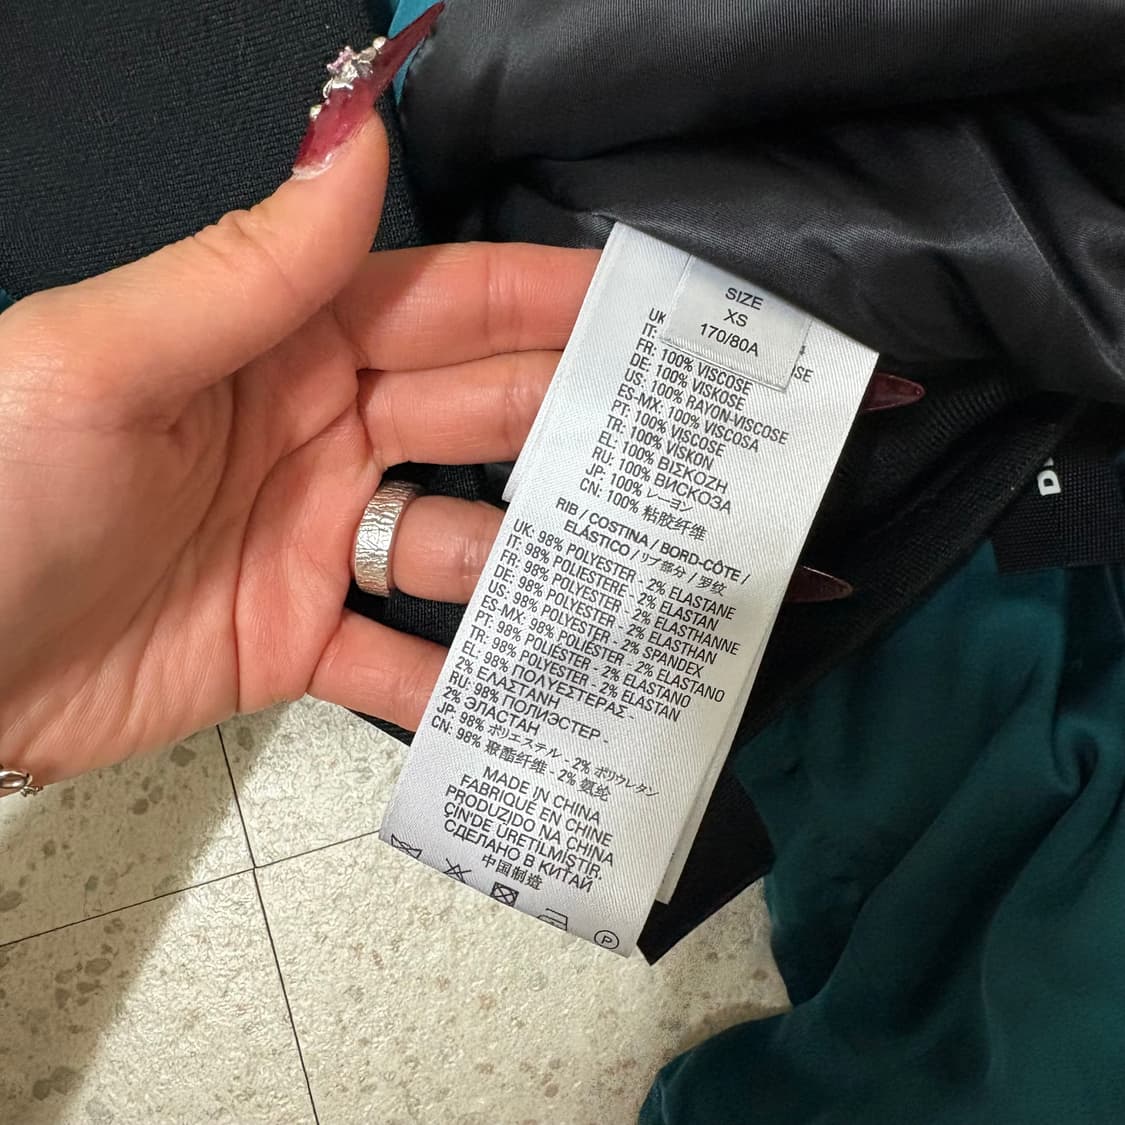 SIZE
XS
170/80A
UK
IT:
FR: 100% VISCOSE
DE: 100% VISKOSE
US: 100% RAYON-VISCOSE
ES-MX: 100% VISCOSA
PT: 100% VISCOSE
TR: 100% VISKON
EL: 100% ΒΙΣΚΟΖΗ
RU: 100% ВИСКОЗА
JP: 100% レーヨン
CN: 100% 粘胶纤维
RIB / COSTINA / BORD-CÔTE /
ELÁSTICO / リブ部分 / 罗纹
UK: 98% POLYESTER - 2% ELASTANE
IT: 98% POLIESTERE - 2% ELASTAN
FR: 98% POLYESTER - 2% ELASTHANNE
DE: 98% POLYESTER - 2% ELASTHAN
US: 98% POLYESTER - 2% SPANDEX
ES-MX: 98% POLIÉSTER - 2% ELASTANO
PT: 98% POLIÉSTER - 2% ELASTANO
TR: 98% POLYESTER - 2% ELASTAN
EL: 98% ΠΟΛΥΕΣΤΕΡΑΣ -
2% ΕΛΑΣΤΑΝΗ
RU: 98% ПОЛИЭСТЕР -
2% ЭЛАСТАН
JP: 98% ポリエステル - 2% ポリウレタン
CN: 98% 聚酯纤维 - 2% 氨纶
MADE IN CHINA
FABRIQUÉ EN CHINE
PRODUZIDO NA CHINA
ÇIN'DE ÜRETILMISTIR.
СДЕЛАНО В КИТАЙ
中国制造
P